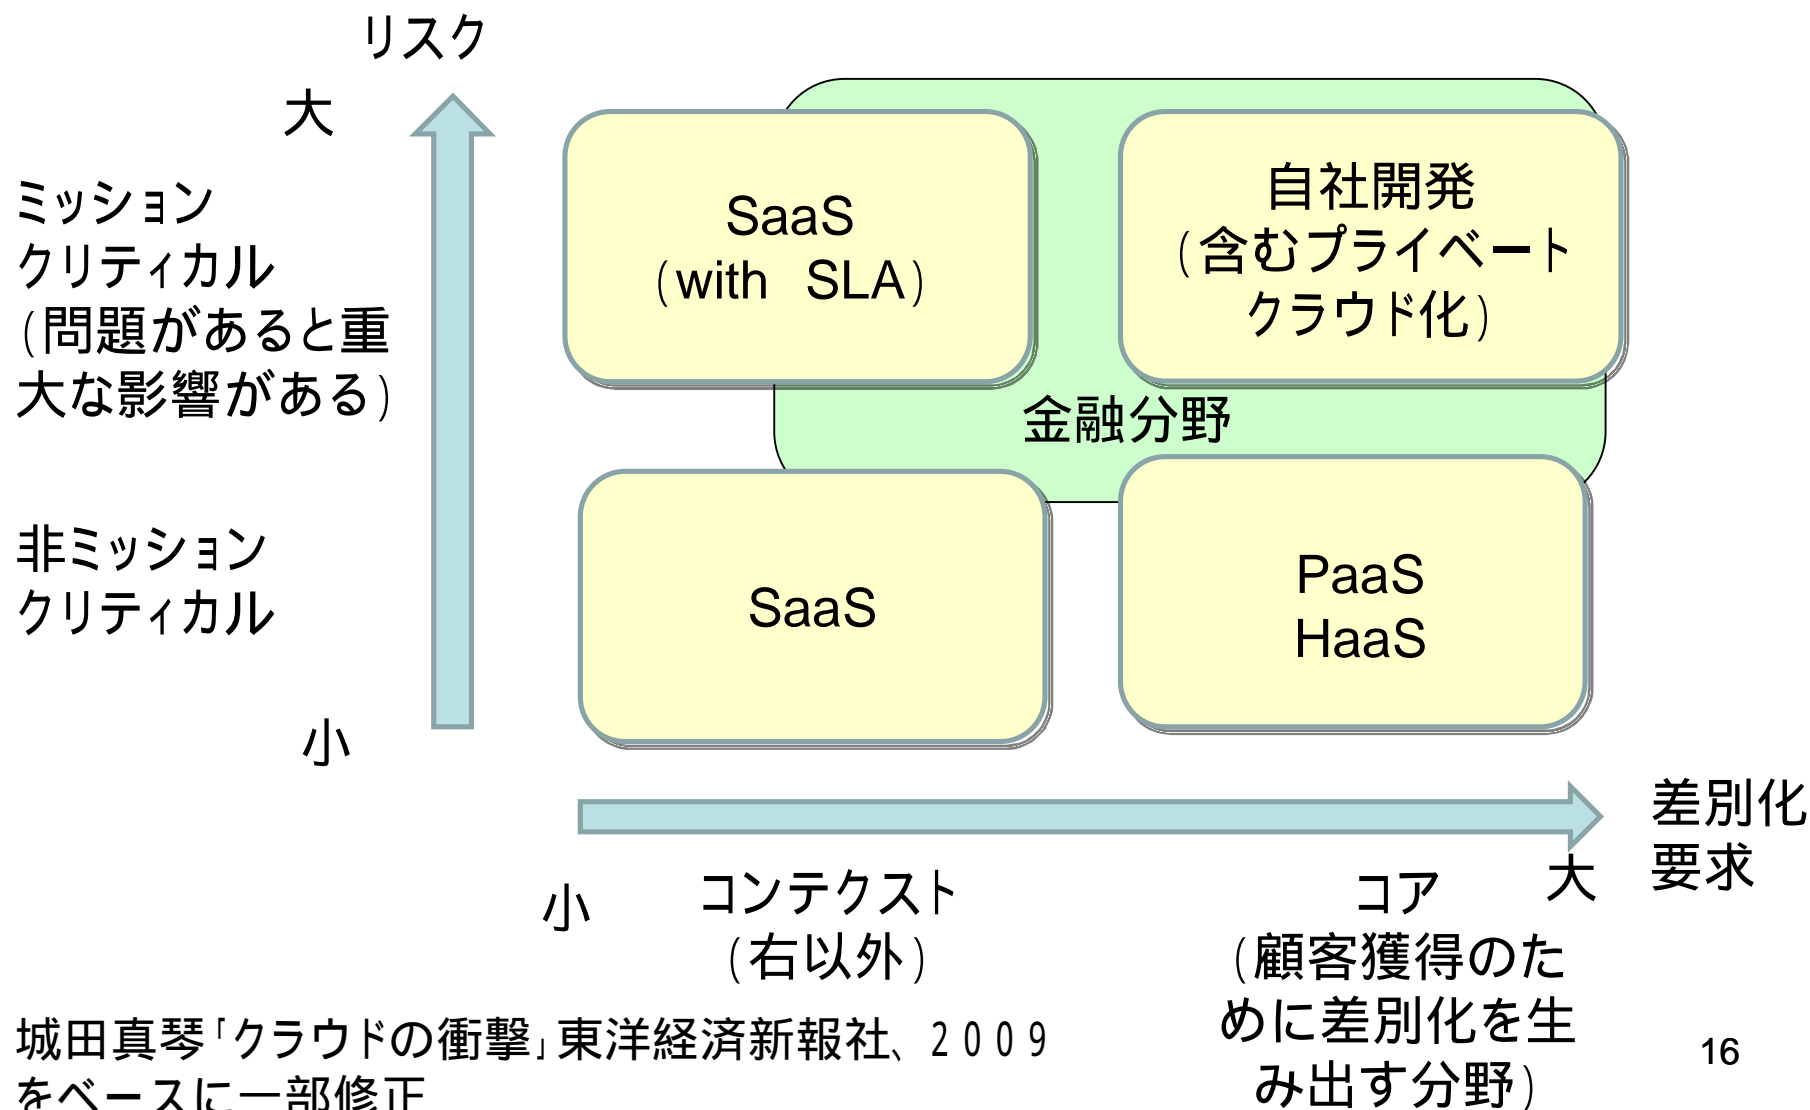 リスク
大
ミッション
クリティカル
(問題があると重
大な影響がある)
非ミッション
クリティカル
小
SaaS
(with SLA)
自社開発
(含むプライベート
クラウド化)
金融分野
SaaS
PaaS
HaaS
差別化
要求
小
コンテクスト
(右以外)
コア
大
(顧客獲得のた
めに差別化を生
み出す分野)
城田真琴「クラウドの衝撃」東洋経済新報社、2009
をベースに一部修正
16